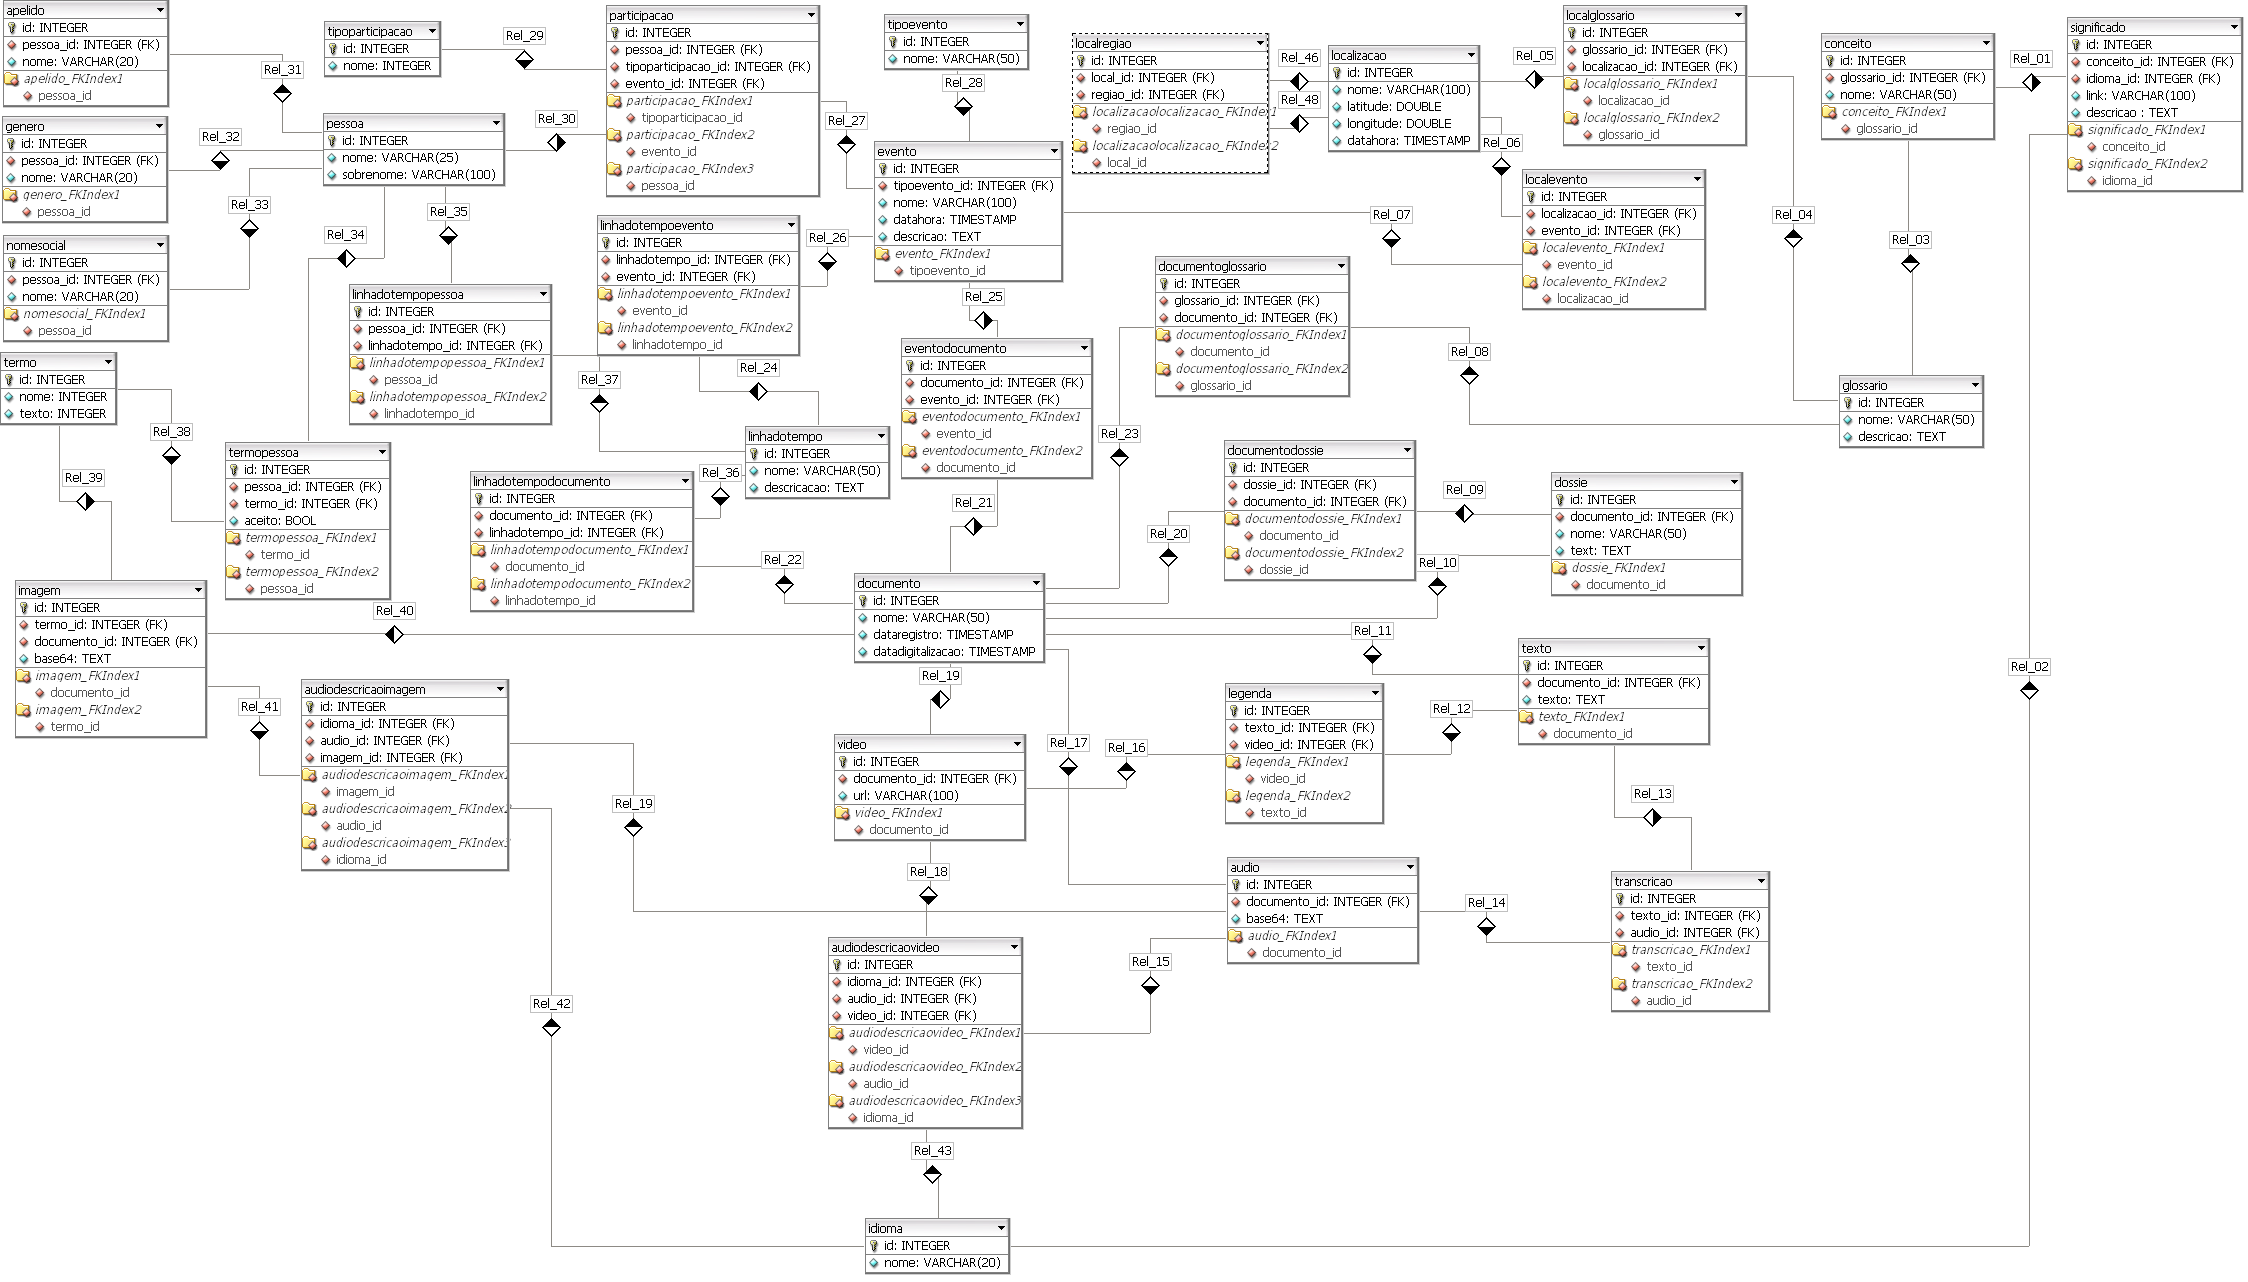 apelido
id: INTEGER
pessoa_id: INTEGER (FK)
nome: VARCHAR(20)
apelido_FKIndex1
pessoa_id
Rel_31
tipoparticipacao
id: INTEGER
nome: INTEGER
Rel_29
participacao
id: INTEGER
pessoa_id: INTEGER (FK)
tipoparticipacao_id: INTEGER (FK)
evento_id: INTEGER (FK)
participacao_FKIndex1
tipoparticipacao_id
participacao_FKIndex2
evento_id
participacao_FKIndex3
pessoa_id
tipoevento
id: INTEGER
nome: VARCHAR(50)
Rel_28
localregiao
id: INTEGER
local_id: INTEGER (FK)
regiao_id: INTEGER (FK)
localizacaolocalizacao_FKIndex1
regiao_id
localizacaolocalizacao_FKIndex2
local_id
Rel_46
Rel_48
localizacao
id: INTEGER
nome: VARCHAR(100)
latitude: DOUBLE
longitude: DOUBLE
datahora: TIMESTAMP
Rel_05
Rel_06
localglossario
id: INTEGER
glossario_id: INTEGER (FK)
localizacao_id: INTEGER (FK)
localglossario_FKIndex1
localizacao_id
localglossario_FKIndex2
glossario_id
conceito
id: INTEGER
glossario_id: INTEGER (FK)
nome: VARCHAR(50)
conceito_FKIndex1
glossario_id
Rel_01
significado
id: INTEGER
conceito_id: INTEGER (FK)
idioma_id: INTEGER (FK)
link: VARCHAR(100)
descricao : TEXT
significado_FKIndex1
conceito_id
significado_FKIndex2
idioma_id
genero
id: INTEGER
pessoa_id: INTEGER (FK)
nome: VARCHAR(20)
genero_FKIndex1
pessoa_id
Rel_32
Rel_33
pessoa
id: INTEGER
nome: VARCHAR(25)
sobrenome: VARCHAR(100)
Rel_30
Rel_27
evento
id: INTEGER
tipoevento_id: INTEGER (FK)
nome: VARCHAR(100)
datahora: TIMESTAMP
descricao: TEXT
evento_FKIndex1
tipoevento_id
Rel_07
localevento
id: INTEGER
localizacao_id: INTEGER (FK)
evento_id: INTEGER (FK)
localevento_FKIndex1
evento_id
localevento_FKIndex2
localizacao_id
Rel_04
Rel_03
nomesocial
id: INTEGER
pessoa_id: INTEGER (FK)
nome: VARCHAR(20)
nomesocial_FKIndex1
pessoa_id
Rel_34
Rel_35
linhadotempoevento
id: INTEGER
linhadotempo_id: INTEGER (FK)
evento_id: INTEGER (FK)
linhadotempoevento_FKIndex1
evento_id
linhadotempoevento_FKIndex2
linhadotempo_id
Rel_26
Rel_25
documentoglossario
id: INTEGER
glossario_id: INTEGER (FK)
documento_id: INTEGER (FK)
documentoglossario_FKIndex1
documento_id
documentoglossario_FKIndex2
glossario_id
Rel_08
linhadotempopessoa
id: INTEGER
pessoa_id: INTEGER (FK)
linhadotempo_id: INTEGER (FK)
linhadotempopessoa_FKIndex1
pessoa_id
linhadotempopessoa_FKIndex2
linhadotempo_id
Rel_37
Rel_24
eventodocumento
id: INTEGER
documento_id: INTEGER (FK)
evento_id: INTEGER (FK)
eventodocumento_FKIndex1
evento_id
eventodocumento_FKIndex2
documento_id
glossario
id: INTEGER
nome: VARCHAR(50)
descricao: TEXT
termo
id: INTEGER
nome: INTEGER
texto: INTEGER
Rel_38
Rel_39
termopessoa
id: INTEGER
pessoa_id: INTEGER (FK)
termo_id: INTEGER (FK)
aceito: BOOL
termopessoa_FKIndex1
termo_id
termopessoa_FKIndex2
pessoa_id
linhadotempo
id: INTEGER
nome: VARCHAR(50)
descricacao: TEXT
Rel_36
linhadotempodocumento
id: INTEGER
documento_id: INTEGER (FK)
linhadotempo_id: INTEGER (FK)
linhadotempodocumento_FKIndex1
documento_id
linhadotempodocumento_FKIndex2
linhadotempo_id
Rel_22
Rel_21
Rel_23
Rel_20
documentodossie
id: INTEGER
dossie_id: INTEGER (FK)
documento_id: INTEGER (FK)
documentodossie_FKIndex1
documento_id
documentodossie_FKIndex2
dossie_id
Rel_09
Rel_10
dossie
id: INTEGER
documento_id: INTEGER (FK)
nome: VARCHAR(50)
text: TEXT
dossie_FKIndex1
documento_id
imagem
id: INTEGER
termo_id: INTEGER (FK)
documento_id: INTEGER (FK)
base64: TEXT
imagem_FKIndex1
documento_id
imagem_FKIndex2
termo_id
Rel_40
documento
id: INTEGER
nome: VARCHAR(50)
dataregistro: TIMESTAMP
datadigitalizacao: TIMESTAMP
Rel_11
texto
id: INTEGER
documento_id: INTEGER (FK)
texto: TEXT
texto_FKIndex1
documento_id
Rel_02
Rel_41
audiodescricaoimagem
id: INTEGER
idioma_id: INTEGER (FK)
audio_id: INTEGER (FK)
imagem_id: INTEGER (FK)
audiodescricaoimagem_FKIndex1
imagem_id
audiodescricaoimagem_FKIndex2
audio_id
audiodescricaoimagem_FKIndex3
idioma_id
Rel_19
Rel_19
video
id: INTEGER
documento_id: INTEGER (FK)
url: VARCHAR(100)
video_FKIndex1
documento_id
Rel_17
Rel_16
legenda
id: INTEGER
texto_id: INTEGER (FK)
video_id: INTEGER (FK)
legenda_FKIndex1
video_id
legenda_FKIndex2
texto_id
Rel_12
Rel_13
Rel_18
audio
id: INTEGER
documento_id: INTEGER (FK)
base64: TEXT
audio_FKIndex1
documento_id
Rel_14
transcricao
id: INTEGER
texto_id: INTEGER (FK)
audio_id: INTEGER (FK)
transcricao_FKIndex1
texto_id
transcricao_FKIndex2
audio_id
audiodescricaovideo
id: INTEGER
idioma_id: INTEGER (FK)
audio_id: INTEGER (FK)
video_id: INTEGER (FK)
audiodescricaovideo_FKIndex1
video_id
audiodescricaovideo_FKIndex2
audio_id
audiodescricaovideo_FKIndex3
idioma_id
Rel_15
Rel_42
Rel_43
idioma
id: INTEGER
nome: VARCHAR(20)